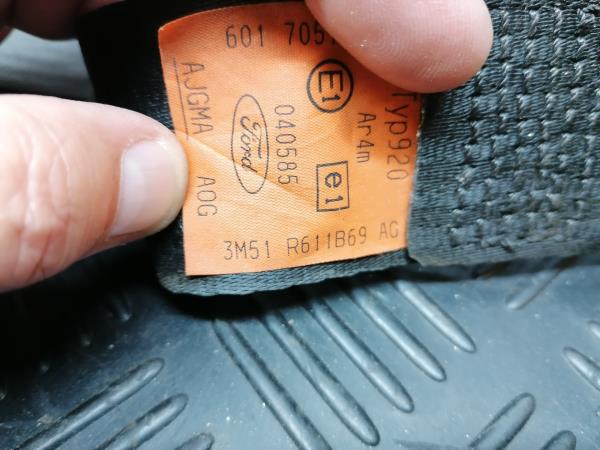 601 705
E1
Typ920
Ar4m
040585
Ford
AJGMA AOG
e1
3M51 R611B69 AG